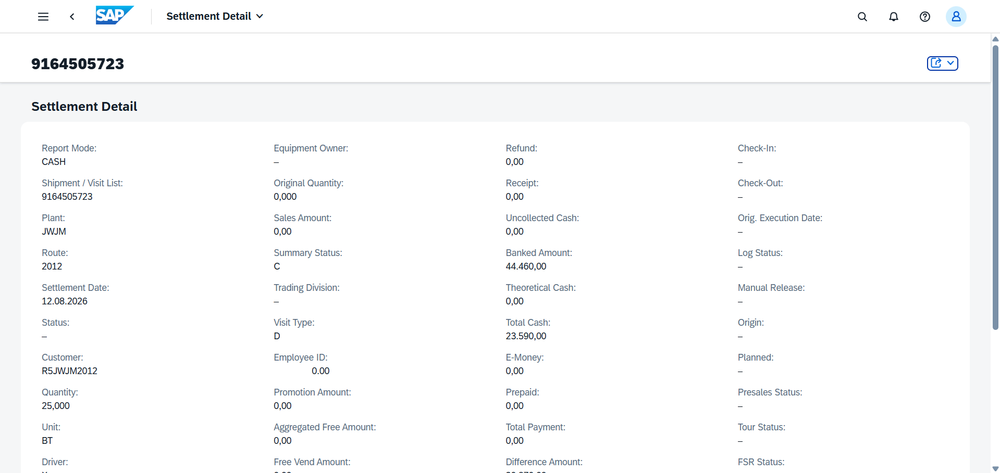 SAP
Settlement Detail
9164505723
Settlement Detail
Report Mode:
CASH
Shipment / Visit List:
9164505723
Plant:
JWJM
Route:
2012
Settlement Date:
12.08.2026
Status:
–
Customer:
R5JWJM2012
Quantity:
25,000
Unit:
BT
Driver:
Equipment Owner:
–
Original Quantity:
0,000
Sales Amount:
0,00
Summary Status:
C
Trading Division:
–
Visit Type:
D
Employee ID:
0.00
Promotion Amount:
0,00
Aggregated Free Amount:
0,00
Free Vend Amount:
Refund:
0,00
Receipt:
0,00
Uncollected Cash:
0,00
Banked Amount:
44.460,00
Theoretical Cash:
0,00
Total Cash:
23.590,00
E-Money:
0,00
Prepaid:
0,00
Total Payment:
0,00
Difference Amount:
Check-In:
–
Check-Out:
–
Orig. Execution Date:
–
Log Status:
–
Manual Release:
–
Origin:
–
Planned:
–
Presales Status:
–
Tour Status:
–
FSR Status: